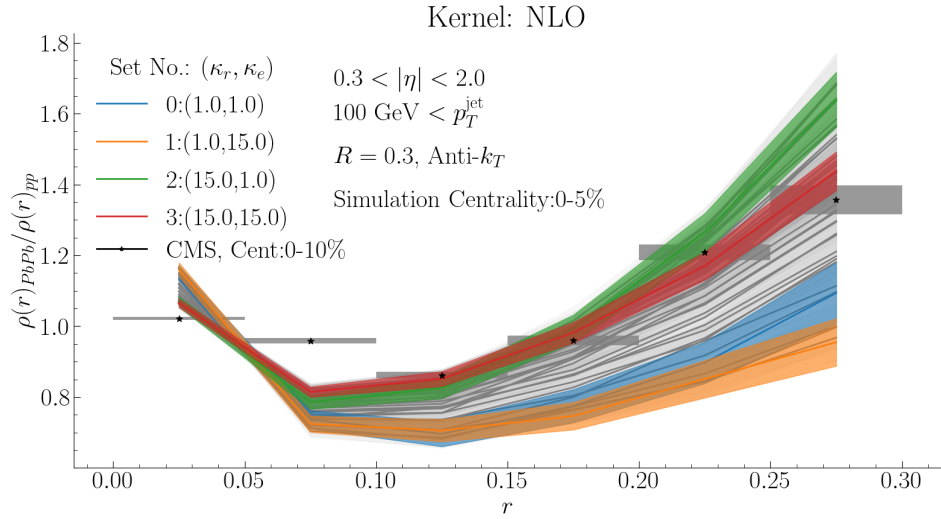 Kernel: NLO
Set No.: (κ_r, κ_e)
0:(1.0,1.0)
1:(1.0,15.0)
2:(15.0,1.0)
3:(15.0,15.0)
CMS, Cent:0-10%
0.3 < |η| < 2.0
100 GeV < p_T^jet
R = 0.3, Anti-k_T
Simulation Centrality:0-5%
ρ(r)_PbPb/ρ(r)_pp
1.8
1.6
1.4
1.2
1.0
0.8
0.00 0.05 0.10 0.15 0.20 0.25 0.30
r